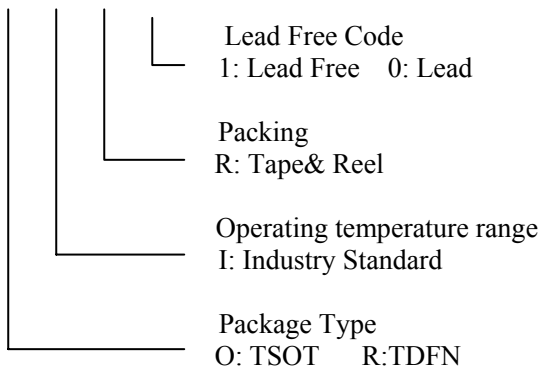 Lead Free Code
1: Lead Free 0: Lead
Packing
R: Tape& Reel
Operating temperature range
I: Industry Standard
Package Type
O: TSOT R:TDFN